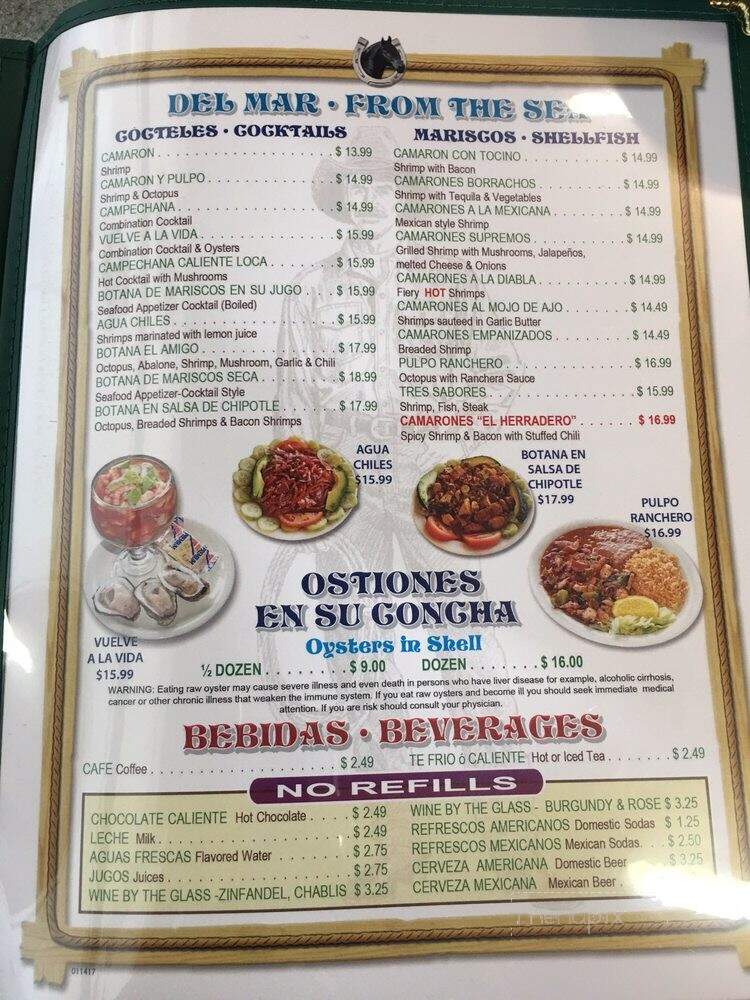 DEL MAR • FROM THE SEA
COCTELES • COCKTAILS
CAMARON . . . . . . . . . . . . . . . . . . . . $ 13.99
Shrimp
CAMARON Y PULPO . . . . . . . . . . . . . $ 14.99
Shrimp & Octopus
CAMPECHANA . . . . . . . . . . . . . . . . . $ 14.99
Combination Cocktail
VUELVE A LA VIDA . . . . . . . . . . . . . . $ 15.99
Combination Cocktail & Oysters
CAMPECHANA CALIENTE LOCA . . . . . $ 15.99
Hot Cocktail with Mushrooms
BOTANA DE MARISCOS EN SU JUGO . . . $ 15.99
Seafood Appetizer Cocktail (Boiled)
AGUA CHILES . . . . . . . . . . . . . . . . . $ 15.99
Shrimps marinated with lemon juice
BOTANA EL AMIGO . . . . . . . . . . . . . . $ 17.99
Octopus, Abalone, Shrimp, Mushroom, Garlic & Chili
BOTANA DE MARISCOS SECA . . . . . . . $ 18.99
Seafood Appetizer-Cocktail Style
BOTANA EN SALSA DE CHIPOTLE . . . . . $ 17.99
Octopus, Breaded Shrimps & Bacon Shrimps
MARISCOS • SHELLFISH
CAMARON CON TOCINO . . . . . . . . . . $ 14.99
Shrimp with Bacon
CAMARONES BORRACHOS . . . . . . . . . $ 14.99
Shrimp with Tequila & Vegetables
CAMARONES A LA MEXICANA . . . . . . . $ 14.99
Mexican style Shrimp
CAMARONES SUPREMOS . . . . . . . . . . $ 14.99
Grilled Shrimp with Mushrooms, Jalapeños,
melted Cheese & Onions
CAMARONES A LA DIABLA . . . . . . . . . $ 14.99
Fiery HOT Shrimps
CAMARONES AL MOJO DE AJO . . . . . . $ 14.49
Shrimps sauteed in Garlic Butter
CAMARONES EMPANIZADOS . . . . . . . . $ 14.49
Breaded Shrimp
PULPO RANCHERO . . . . . . . . . . . . . . $ 16.99
Octopus with Ranchera Sauce
TRES SABORES . . . . . . . . . . . . . . . . $ 15.99
Shrimp, Fish, Steak
CAMARONES "EL HERRADERO" . . . . . . $ 16.99
Spicy Shrimp & Bacon with Stuffed Chili
AGUA
CHILES
$15.99
BOTANA EN
SALSA DE
CHIPOTLE
$17.99
PULPO
RANCHERO
$16.99
VUELVE
A LA VIDA
$15.99
OSTIONES
EN SU CONCHA
Oysters in Shell
½ DOZEN . . . . . . . . $ 9.00 DOZEN . . . . . . . $ 16.00
WARNING: Eating raw oyster may cause severe illness and even death in persons who have liver disease for example, alcoholic cirrhosis,
cancer or other chronic illness that weaken the immune system. If you eat raw oysters and become ill you should seek immediate medical
attention. If you are risk should consult your physician.
BEBIDAS • BEVERAGES
CAFE Coffee . . . . . . . . . . . . . . . . . . $ 2.49
TE FRIO ó CALIENTE Hot or Iced Tea . . . . . . . $ 2.49
NO REFILLS
CHOCOLATE CALIENTE Hot Chocolate . . . . $ 2.49
LECHE Milk . . . . . . . . . . . . . . . . . . . . $ 2.49
AGUAS FRESCAS Flavored Water . . . . . . . $ 2.75
JUGOS Juices . . . . . . . . . . . . . . . . . . . $ 2.75
WINE BY THE GLASS -ZINFANDEL, CHABLIS $ 3.25
WINE BY THE GLASS - BURGUNDY & ROSE $ 3.25
REFRESCOS AMERICANOS Domestic Sodas $ 1.25
REFRESCOS MEXICANOS Mexican Sodas. . . . $ 2.50
CERVEZA AMERICANA Domestic Beer $ 3.25
CERVEZA MEXICANA Mexican Beer .
menupix
011417